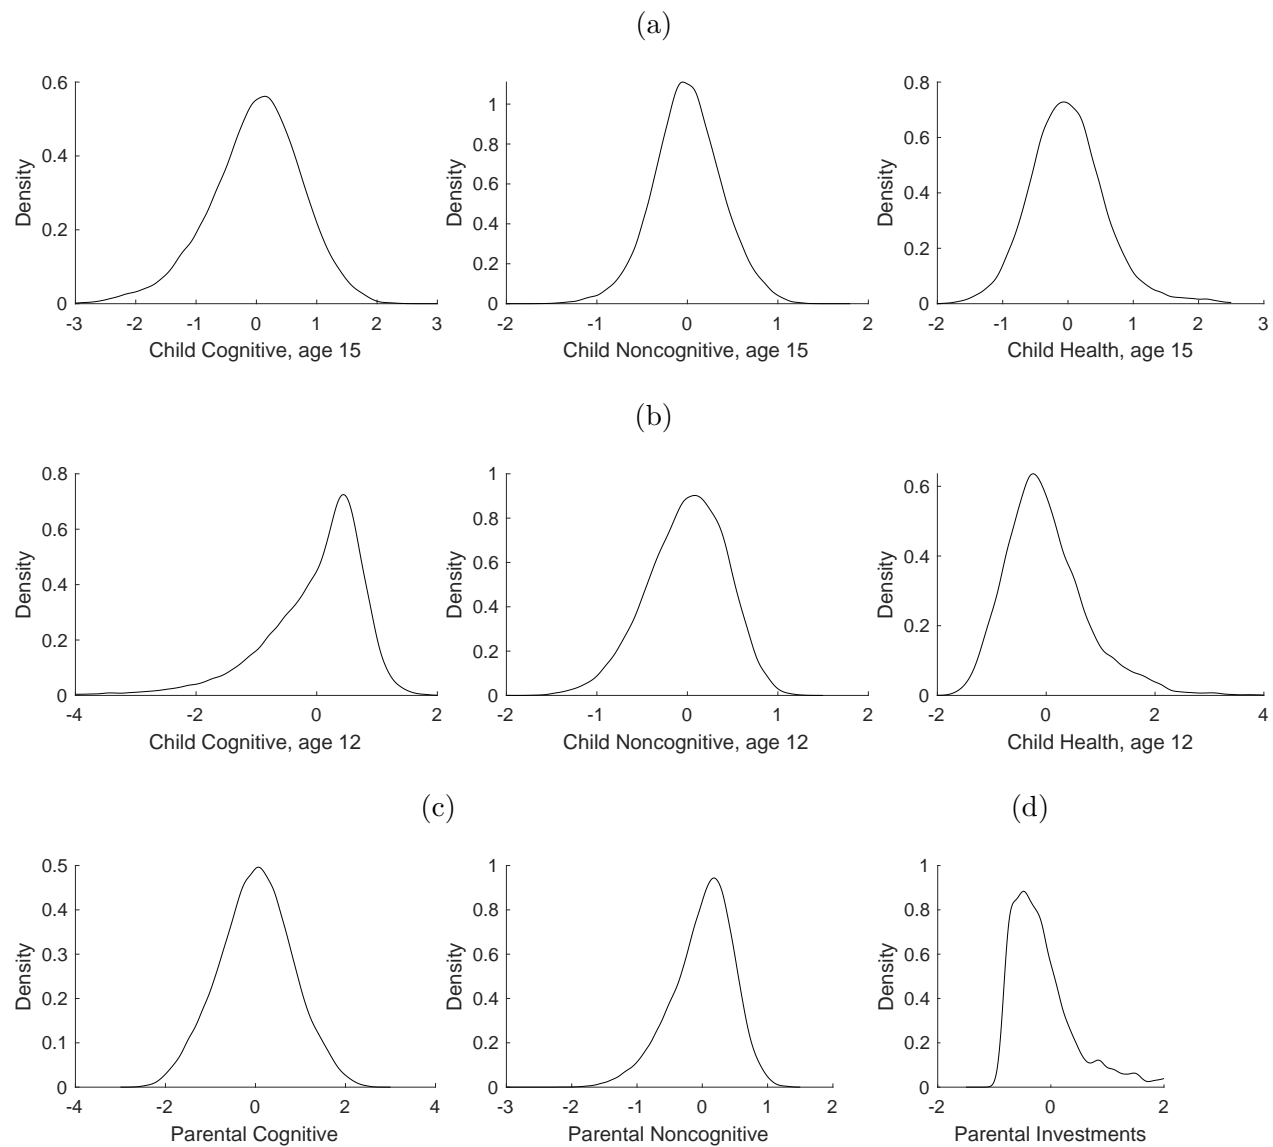 (a)
0.6
0.4
0.2
0
Density
-3 -2 -1 0 1 2 3
Child Cognitive, age 15
1
0.8
0.6
0.4
0.2
0
Density
-2 -1 0 1 2
Child Noncognitive, age 15
0.8
0.6
0.4
0.2
0
Density
-2 -1 0 1 2 3
Child Health, age 15
(b)
0.8
0.6
0.4
0.2
0
Density
-4 -2 0 2
Child Cognitive, age 12
1
0.8
0.6
0.4
0.2
0
Density
-2 -1 0 1 2
Child Noncognitive, age 12
0.6
0.4
0.2
0
Density
-2 0 2 4
Child Health, age 12
(c)
0.5
0.4
0.3
0.2
0.1
0
Density
-4 -2 0 2 4
Parental Cognitive
1
0.8
0.6
0.4
0.2
0
Density
-3 -2 -1 0 1 2
Parental Noncognitive
(d)
1
0.8
0.6
0.4
0.2
0
Density
-2 0 2
Parental Investments